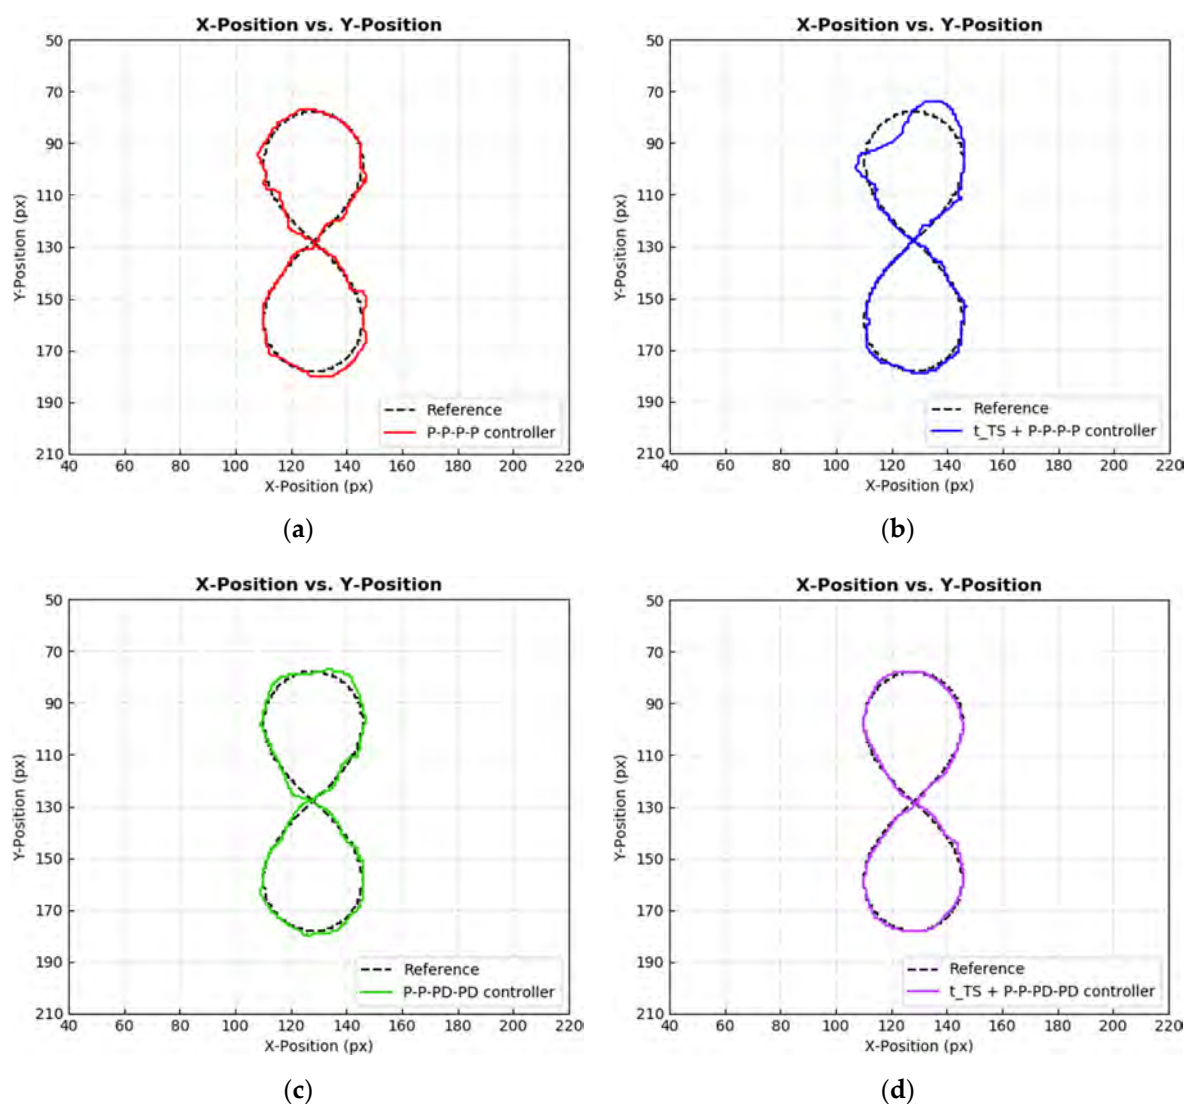 X-Position vs. Y-Position
50
70
90
110
130
150
170
190
210
Y-Position (px)
Reference
P-P-P-P controller
40 60 80 100 120 140 160 180 200 220
X-Position (px)
(a)
X-Position vs. Y-Position
50
70
90
110
130
150
170
190
210
Y-Position (px)
Reference
t_TS + P-P-P-P controller
40 60 80 100 120 140 160 180 200 220
X-Position (px)
(b)
X-Position vs. Y-Position
50
70
90
110
130
150
170
190
210
Y-Position (px)
Reference
P-P-PD-PD controller
40 60 80 100 120 140 160 180 200 220
X-Position (px)
(c)
X-Position vs. Y-Position
50
70
90
110
130
150
170
190
210
Y-Position (px)
Reference
t_TS + P-P-PD-PD controller
40 60 80 100 120 140 160 180 200 220
X-Position (px)
(d)